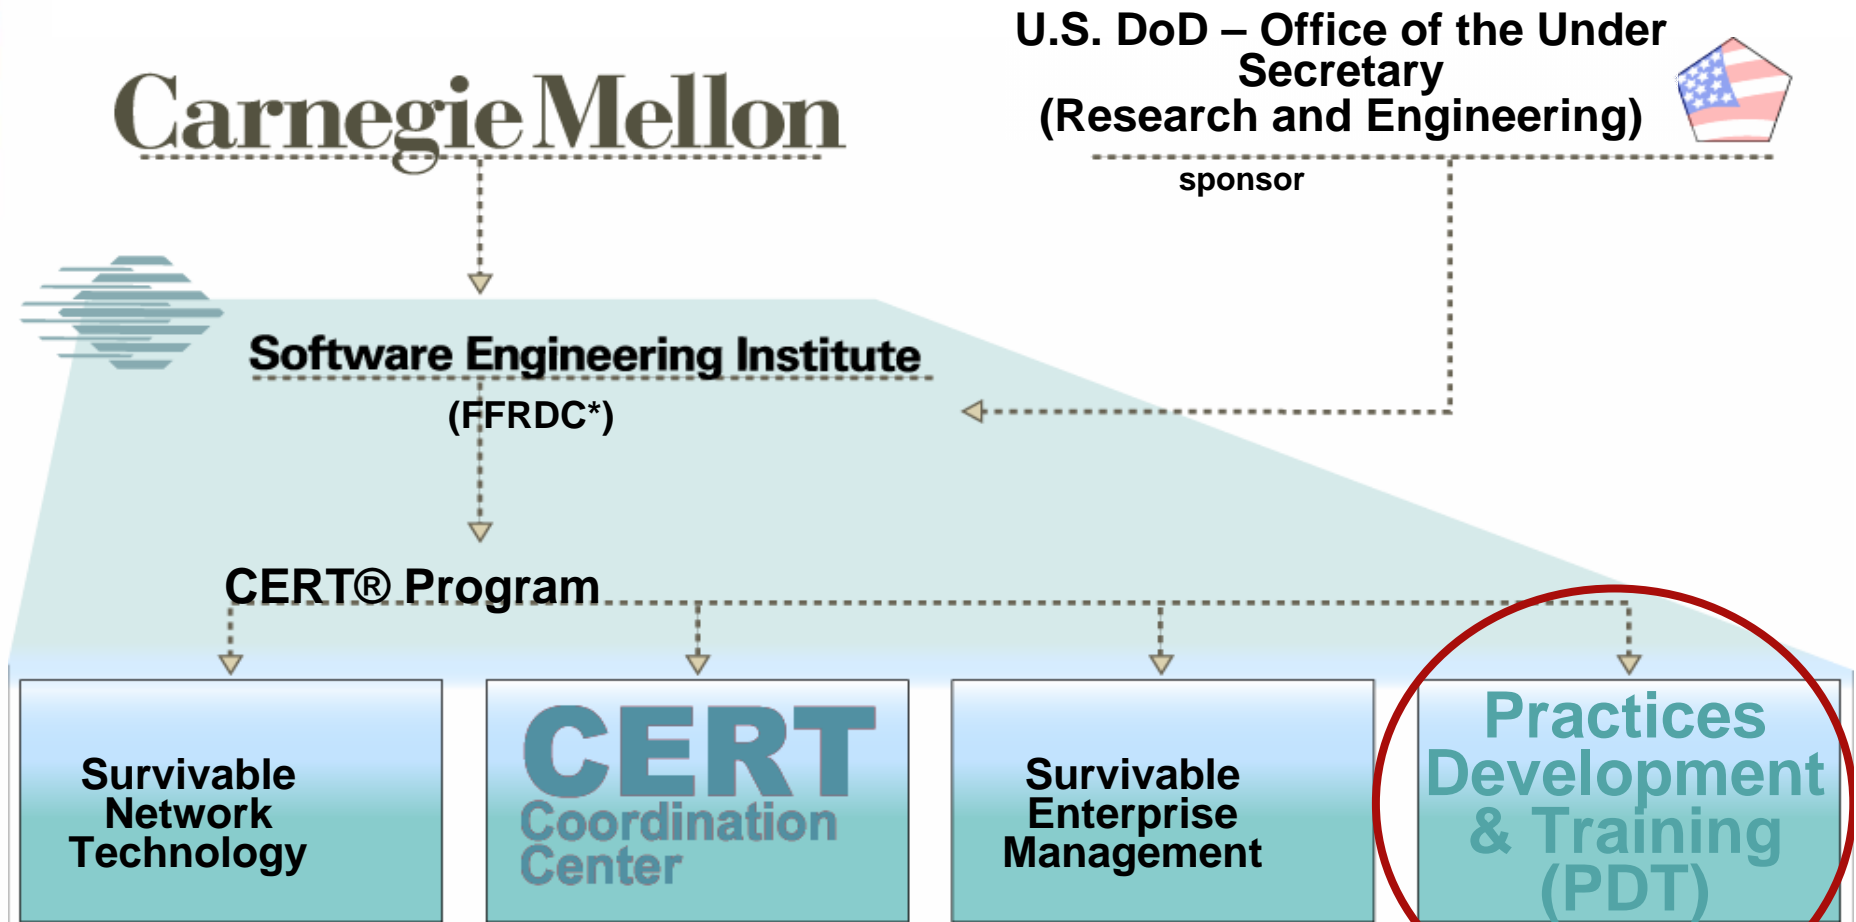 U.S. DoD – Office of the Under
Secretary
(Research and Engineering)
Carnegie Mellon
sponsor
Software Engineering Institute
(FFRDC*)
CERT® Program
Survivable
Network
Technology
CERT
Coordination
Center
Survivable
Enterprise
Management
Practices
Development
& Training
(PDT)